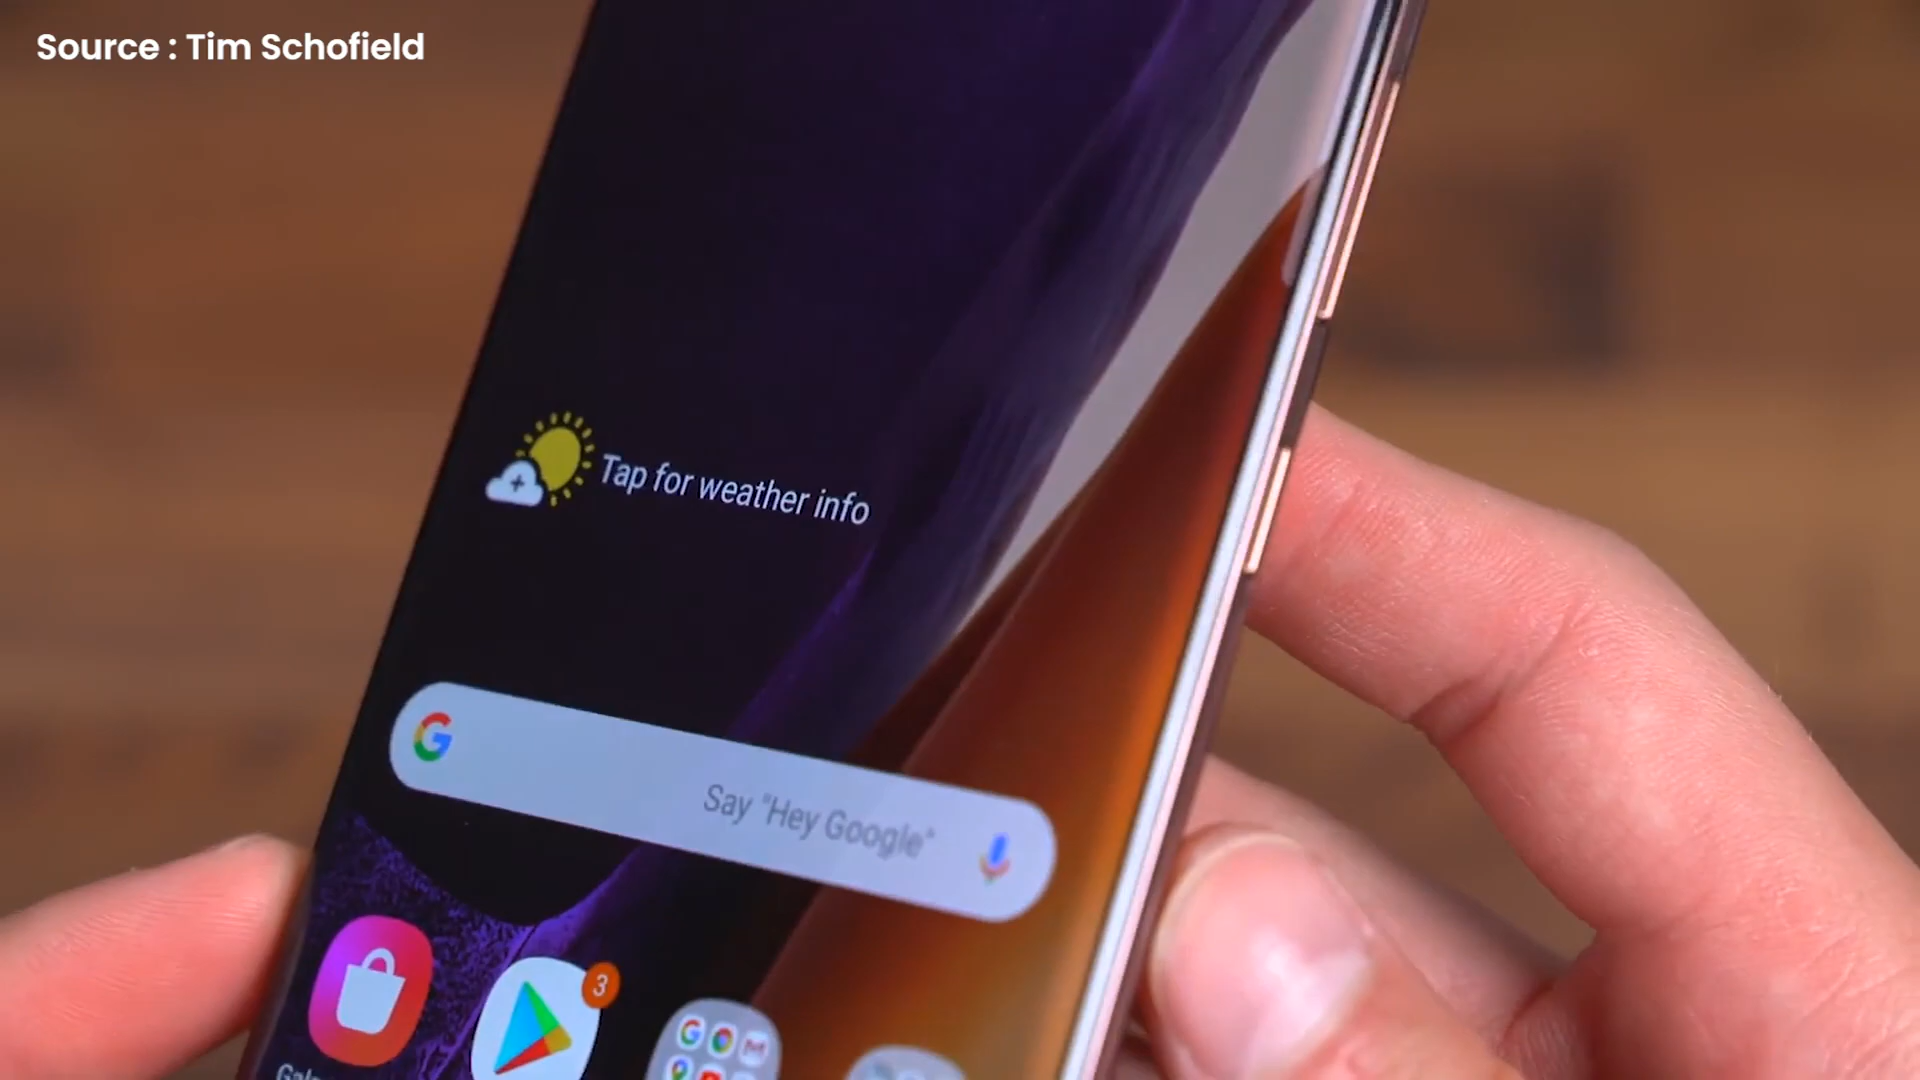 Source : Tim Schofield
Tap for weather info
Say "Hey Google"
3